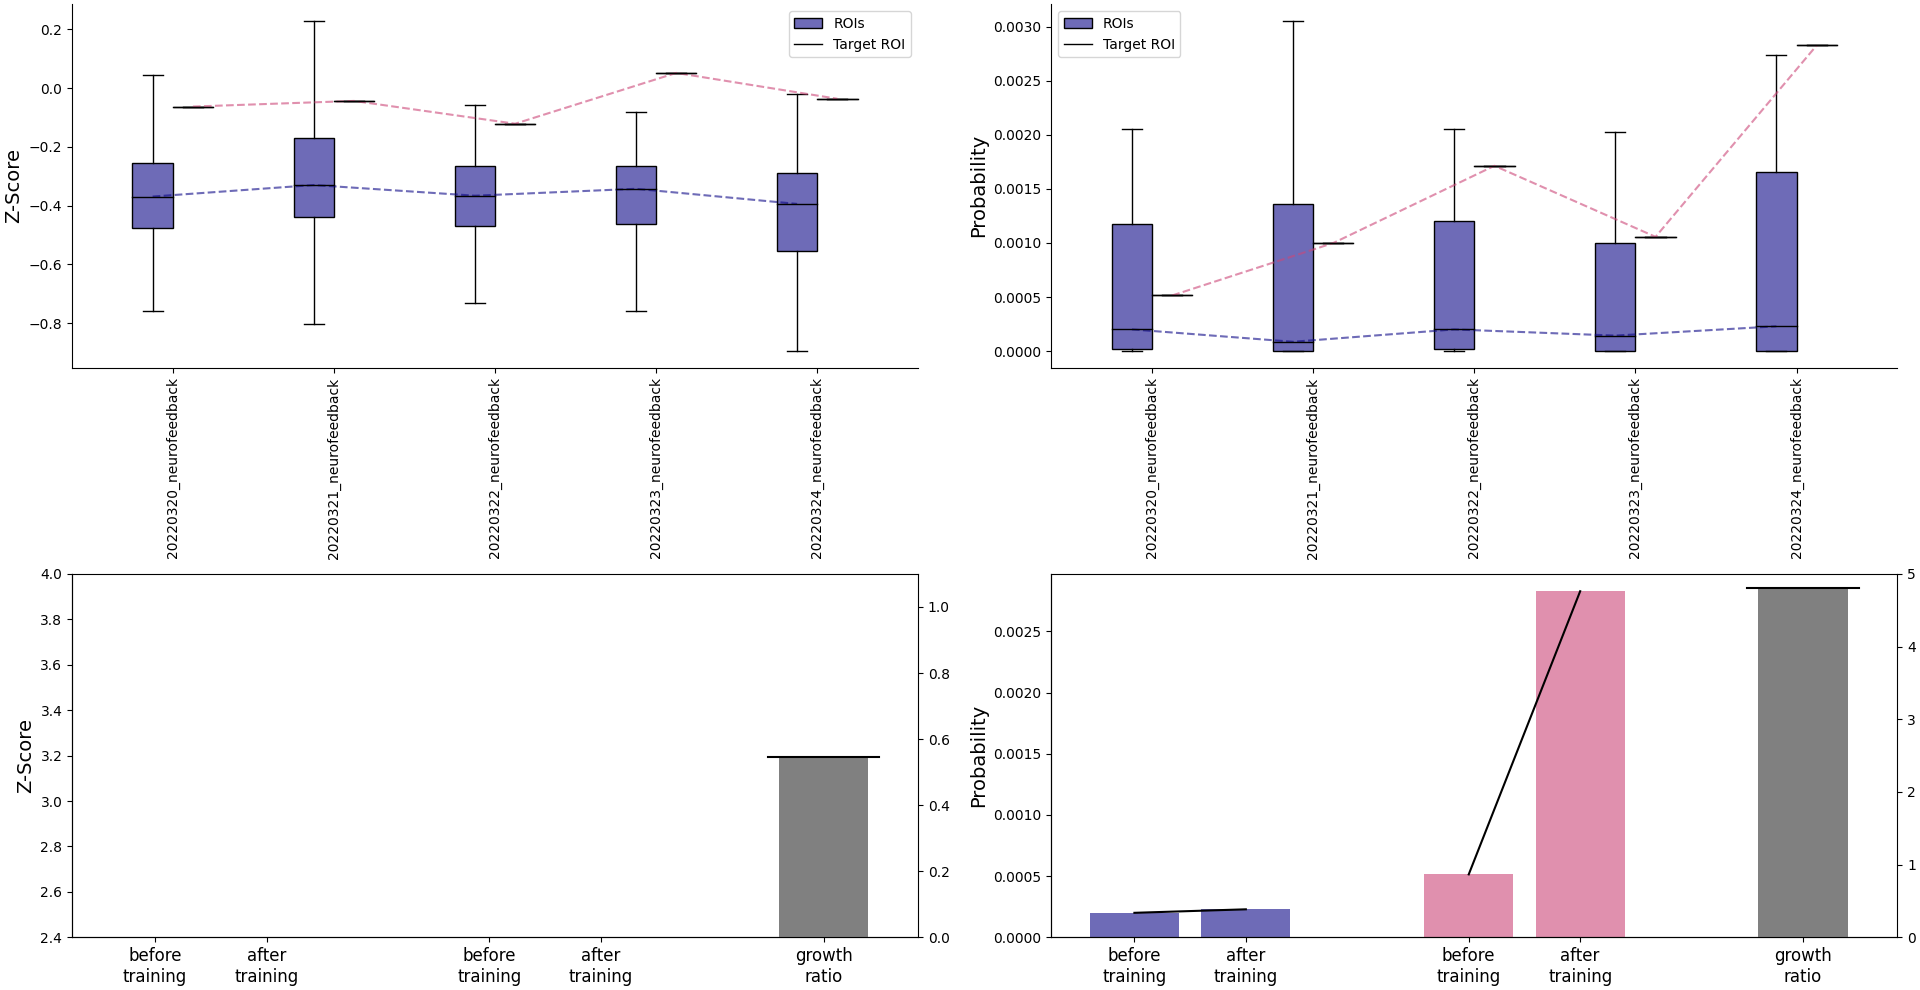 0.2
0.0
−0.2
−0.4
−0.6
−0.8
Z-Score
ROIs
Target ROI
20220320_neurofeedback
20220321_neurofeedback
20220322_neurofeedback
20220323_neurofeedback
20220324_neurofeedback
0.0030
0.0025
0.0020
0.0015
0.0010
0.0005
0.0000
Probability
ROIs
Target ROI
20220320_neurofeedback
20220321_neurofeedback
20220322_neurofeedback
20220323_neurofeedback
20220324_neurofeedback
4.0
3.8
3.6
3.4
3.2
3.0
2.8
2.6
2.4
Z-Score
1.0
0.8
0.6
0.4
0.2
0.0
before
training
after
training
before
training
after
training
growth
ratio
0.0025
0.0020
0.0015
0.0010
0.0005
0.0000
Probability
5
4
3
2
1
0
before
training
after
training
before
training
after
training
growth
ratio